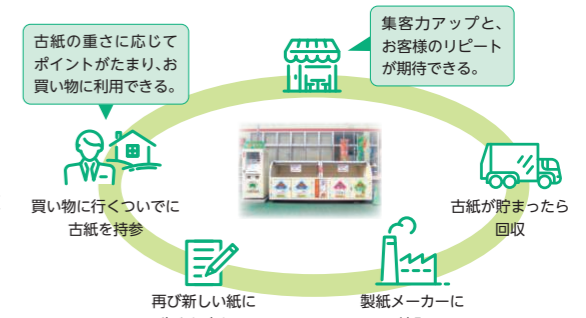 古紙の重さに応じて
ポイントがたまり、お
買い物に利用できる。
集客力アップと、
お客様のリピート
が期待できる。
買い物に行くついでに
古紙を持参
古紙が貯まったら
回収
再び新しい紙に
製紙メーカーに